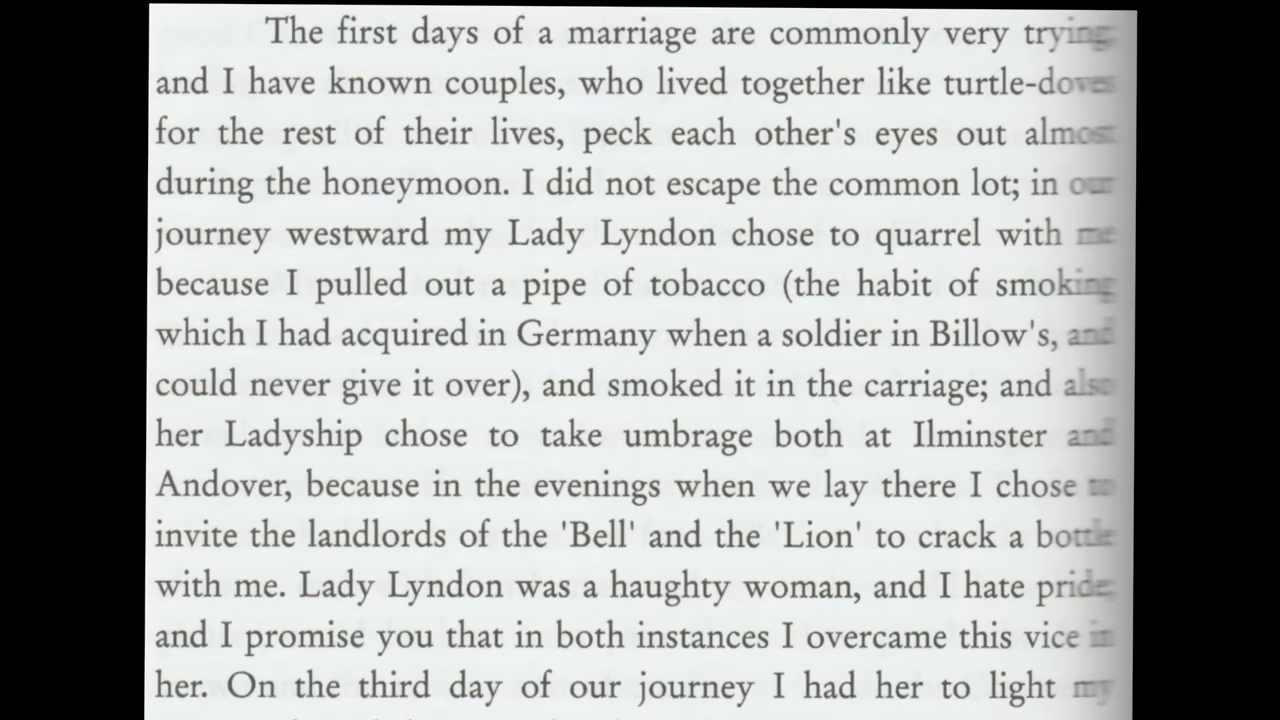 The first days of a marriage are commonly very trying;
and I have known couples, who lived together like turtle-doves
for the rest of their lives, peck each other's eyes out almost
during the honeymoon. I did not escape the common lot; in our
journey westward my Lady Lyndon chose to quarrel with me
because I pulled out a pipe of tobacco (the habit of smoking
which I had acquired in Germany when a soldier in Billow's, and
could never give it over), and smoked it in the carriage; and also
her Ladyship chose to take umbrage both at Ilminster and
Andover, because in the evenings when we lay there I chose to
invite the landlords of the 'Bell' and the 'Lion' to crack a bottle
with me. Lady Lyndon was a haughty woman, and I hate pride;
and I promise you that in both instances I overcame this vice in
her. On the third day of our journey I had her to light my